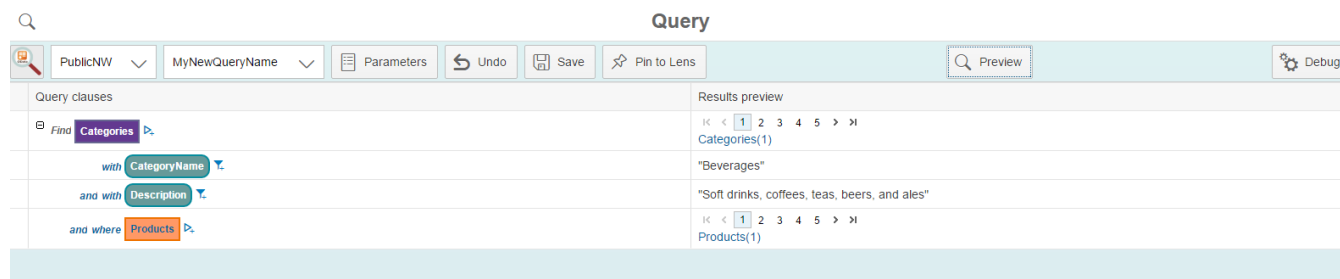 Query
PublicNW MyNewQueryName Parameters Undo Save Pin to Lens Preview Debug
Query clauses Results preview
Find Categories 1 2 3 4 5
Categories(1)
with CategoryName "Beverages"
and with Description "Soft drinks, coffees, teas, beers, and ales"
and where Products 1 2 3 4 5
Products(1)